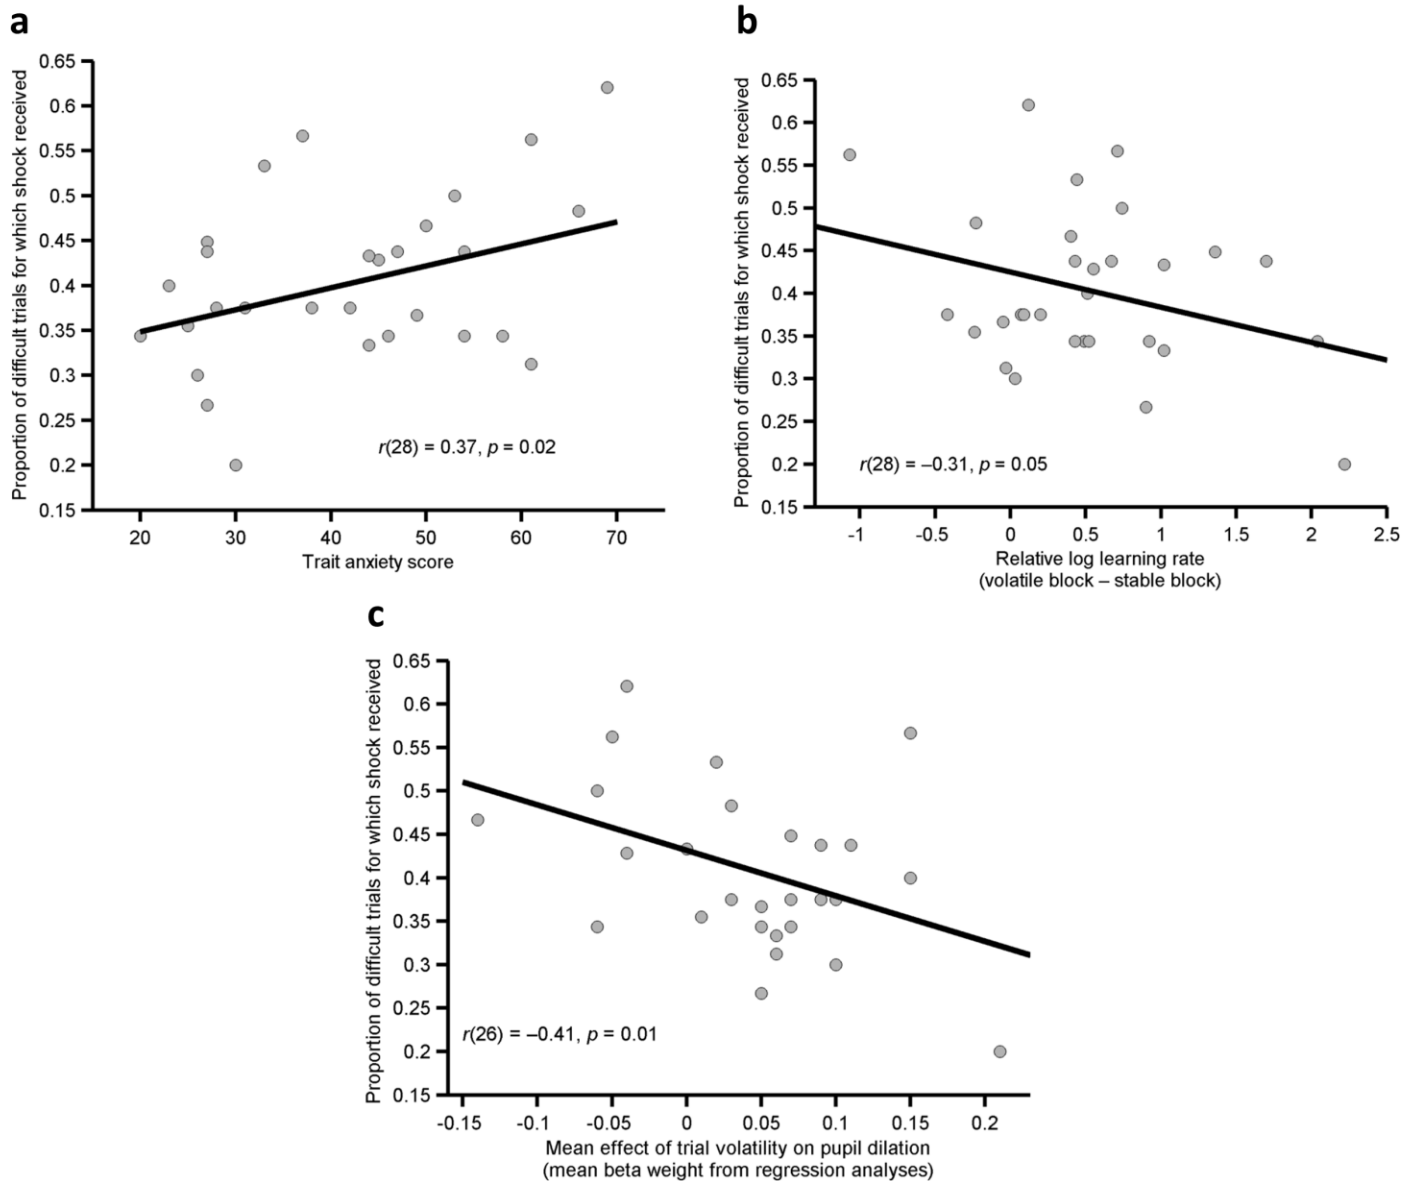 a
Proportion of difficult trials for which shock received
0.65
0.6
0.55
0.5
0.45
0.4
0.35
0.3
0.25
0.2
0.15
r(28) = 0.37, p = 0.02
20 30 40 50 60 70
Trait anxiety score
b
Proportion of difficult trials for which shock received
0.65
0.6
0.55
0.5
0.45
0.4
0.35
0.3
0.25
0.2
0.15
r(28) = –0.31, p = 0.05
-1 -0.5 0 0.5 1 1.5 2 2.5
Relative log learning rate
(volatile block – stable block)
c
Proportion of difficult trials for which shock received
0.65
0.6
0.55
0.5
0.45
0.4
0.35
0.3
0.25
0.2
0.15
r(26) = –0.41, p = 0.01
-0.15 -0.1 -0.05 0 0.05 0.1 0.15 0.2
Mean effect of trial volatility on pupil dilation
(mean beta weight from regression analyses)